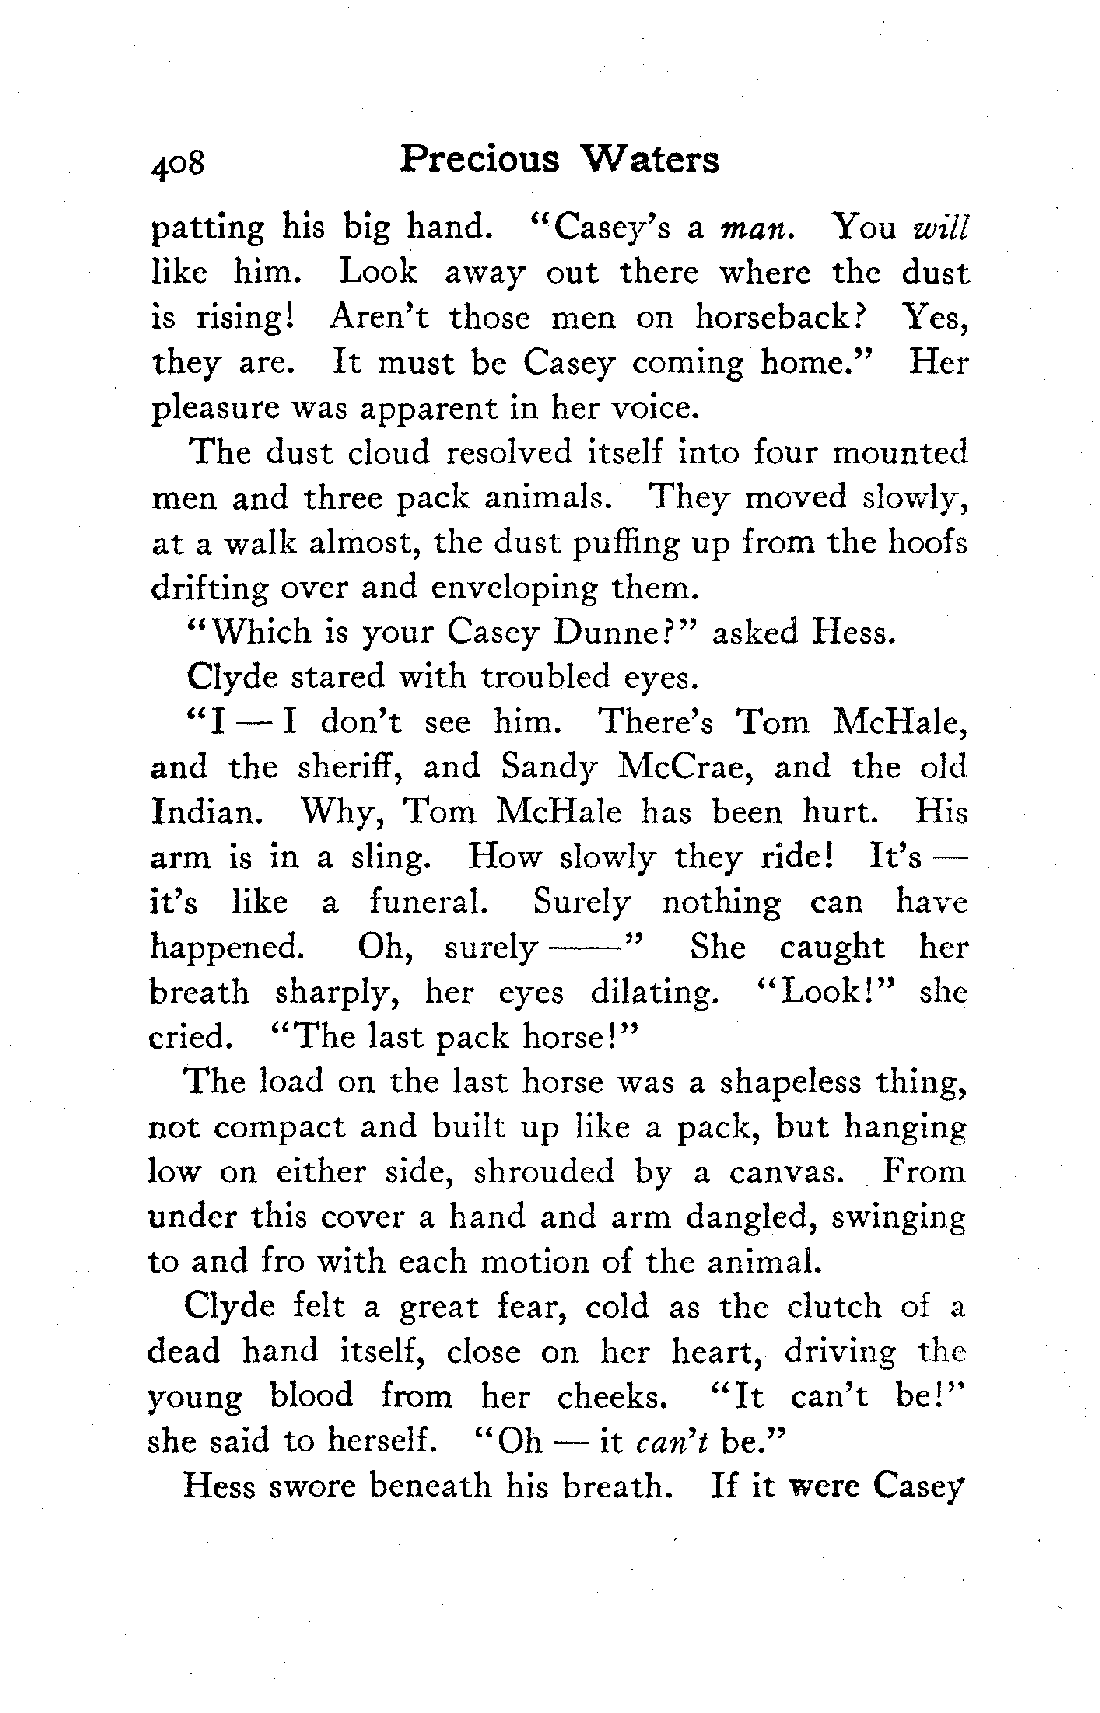 408 Precious Waters
patting his big hand. "Casey's a man. You will
like him. Look away out there where the dust
is rising! Aren't those men on horseback? Yes,
they are. It must be Casey coming home." Her
pleasure was apparent in her voice.
The dust cloud resolved itself into four mounted
men and three pack animals. They moved slowly,
at a walk almost, the dust puffing up from the hoofs
drifting over and enveloping them.
"Which is your Casey Dunne?" asked Hess.
Clyde stared with troubled eyes.
"I — I don't see him. There's Tom McHale,
and the sheriff, and Sandy McCrae, and the old
Indian. Why, Tom McHale has been hurt. His
arm is in a sling. How slowly they ride! It's —
it's like a funeral. Surely nothing can have
happened. Oh, surely ——" She caught her
breath sharply, her eyes dilating. "Look!" she
cried. "The last pack horse!"
The load on the last horse was a shapeless thing,
not compact and built up like a pack, but hanging
low on either side, shrouded by a canvas. From
under this cover a hand and arm dangled, swinging
to and fro with each motion of the animal.
Clyde felt a great fear, cold as the clutch of a
dead hand itself, close on her heart, driving the
young blood from her cheeks. "It can't be!"
she said to herself. "Oh — it can't be."
Hess swore beneath his breath. If it were Casey